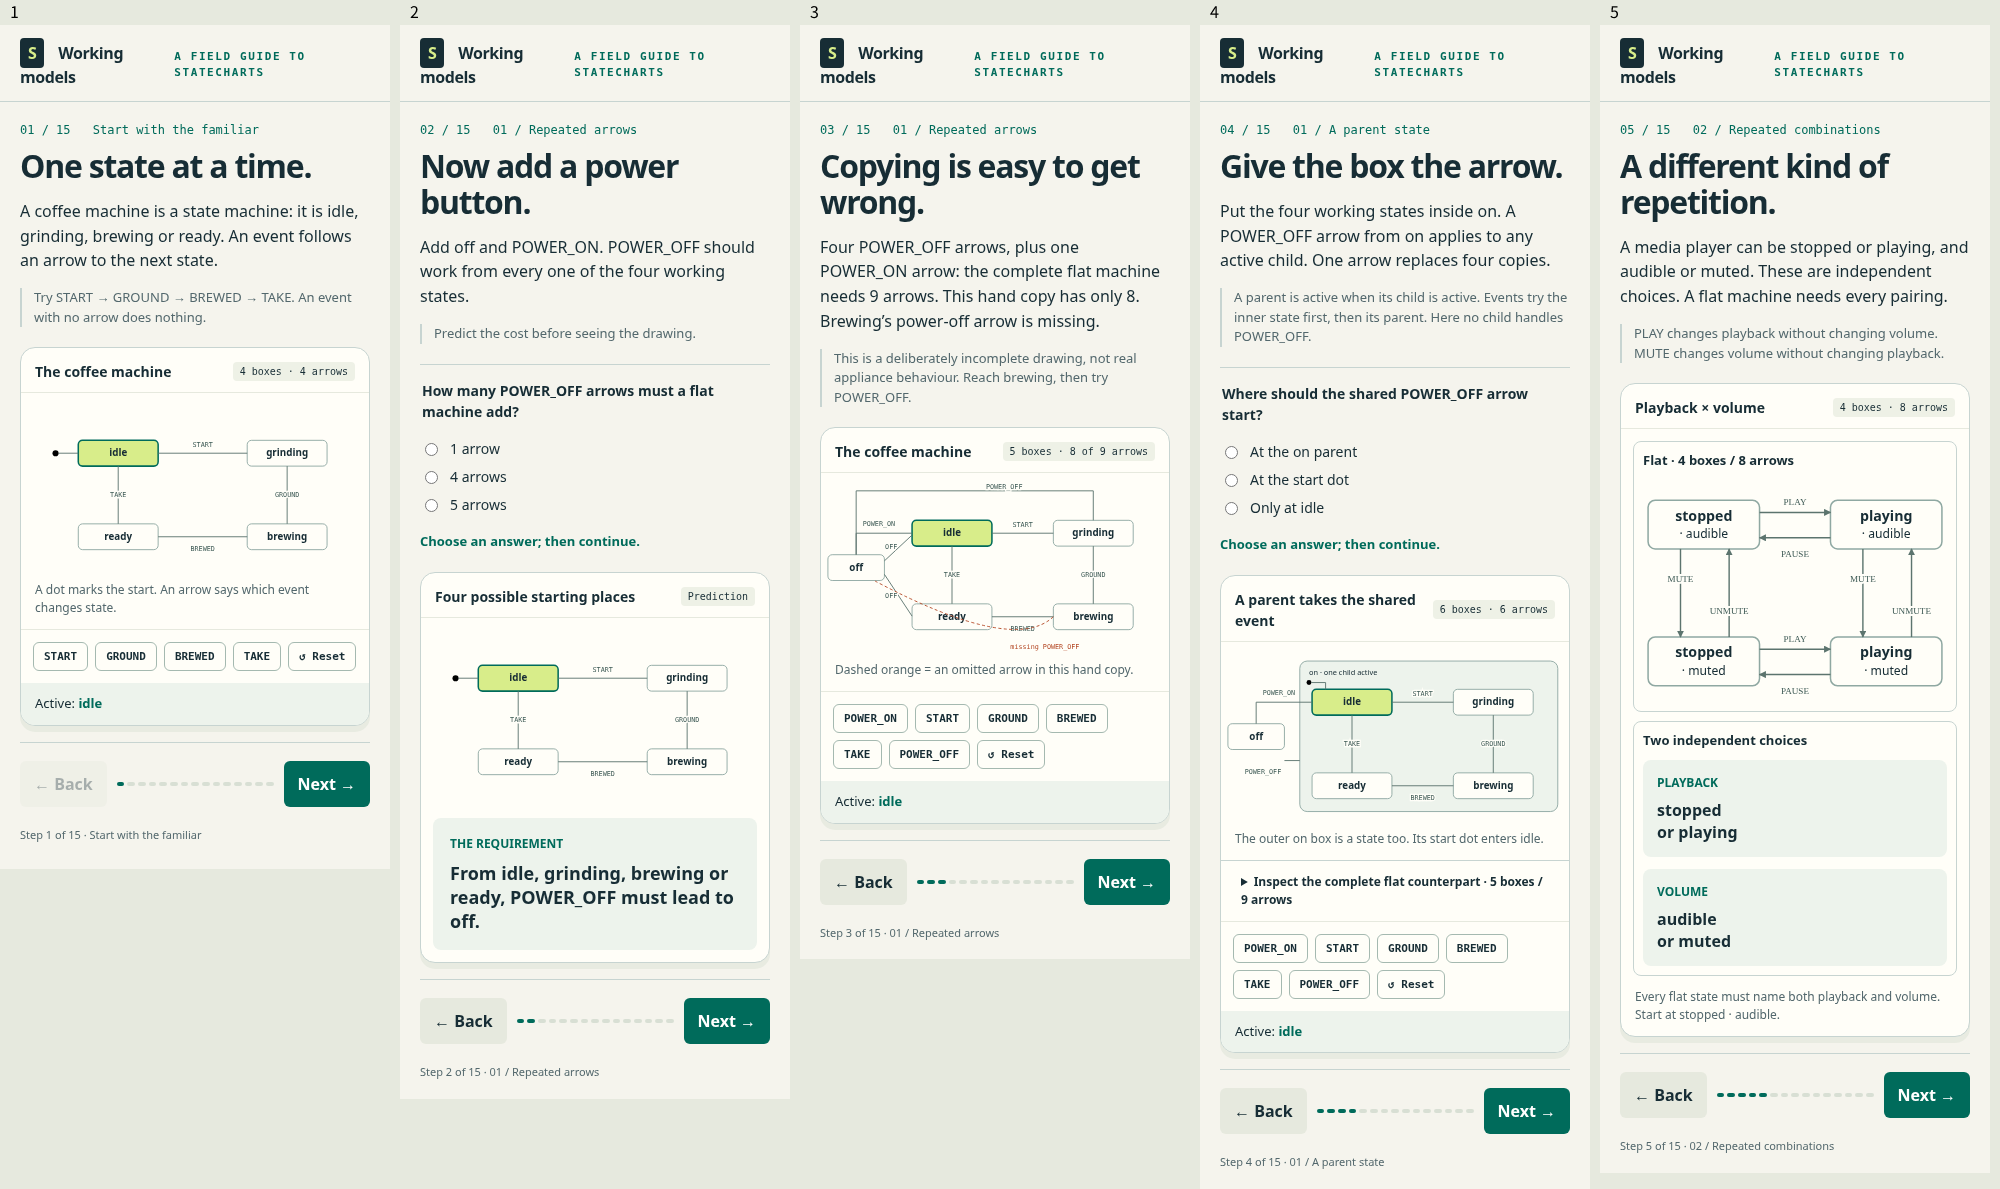 1
S Working
models
A FIELD GUIDE TO
STATECHARTS
01 / 15 Start with the familiar
One state at a time.
A coffee machine is a state machine: it is idle,
grinding, brewing or ready. An event follows
an arrow to the next state.
Try START → GROUND → BREWED → TAKE. An event
with no arrow does nothing.
The coffee machine
4 boxes · 4 arrows
idle
START
grinding
TAKE
GROUND
ready
BREWED
brewing
A dot marks the start. An arrow says which event
changes state.
START GROUND BREWED TAKE ↺ Reset
Active: idle
← Back
Next →
Step 1 of 15 · Start with the familiar
2
S Working
models
A FIELD GUIDE TO
STATECHARTS
02 / 15 01 / Repeated arrows
Now add a power
button.
Add off and POWER_ON. POWER_OFF should
work from every one of the four working
states.
Predict the cost before seeing the drawing.
How many POWER_OFF arrows must a flat
machine add?
1 arrow
4 arrows
5 arrows
Choose an answer; then continue.
Four possible starting places
Prediction
idle
START
grinding
TAKE
GROUND
ready
BREWED
brewing
THE REQUIREMENT
From idle, grinding, brewing or
ready, POWER_OFF must lead to
off.
← Back
Next →
Step 2 of 15 · 01 / Repeated arrows
3
S Working
models
A FIELD GUIDE TO
STATECHARTS
03 / 15 01 / Repeated arrows
Copying is easy to get
wrong.
Four POWER_OFF arrows, plus one
POWER_ON arrow: the complete flat machine
needs 9 arrows. This hand copy has only 8.
Brewing’s power-off arrow is missing.
This is a deliberately incomplete drawing, not real
appliance behaviour. Reach brewing, then try
POWER_OFF.
The coffee machine
5 boxes · 8 of 9 arrows
POWER_OFF
POWER_ON
idle
START
grinding
OFF
off
TAKE
GROUND
OFF
ready
BREWED
brewing
missing POWER_OFF
Dashed orange = an omitted arrow in this hand copy.
POWER_ON START GROUND BREWED
TAKE POWER_OFF ↺ Reset
Active: idle
← Back
Next →
Step 3 of 15 · 01 / Repeated arrows
4
S Working
models
A FIELD GUIDE TO
STATECHARTS
04 / 15 01 / A parent state
Give the box the arrow.
Put the four working states inside on. A
POWER_OFF arrow from on applies to any
active child. One arrow replaces four copies.
A parent is active when its child is active. Events try the
inner state first, then its parent. Here no child handles
POWER_OFF.
Where should the shared POWER_OFF arrow
start?
At the on parent
At the start dot
Only at idle
Choose an answer; then continue.
A parent takes the shared
event
6 boxes · 6 arrows
on · one child active
POWER_ON
idle
START
grinding
off
TAKE
GROUND
POWER_OFF
ready
BREWED
brewing
The outer on box is a state too. Its start dot enters idle.
▶ Inspect the complete flat counterpart · 5 boxes /
9 arrows
POWER_ON START GROUND BREWED
TAKE POWER_OFF ↺ Reset
Active: idle
← Back
Next →
Step 4 of 15 · 01 / A parent state
5
S Working
models
A FIELD GUIDE TO
STATECHARTS
05 / 15 02 / Repeated combinations
A different kind of
repetition.
A media player can be stopped or playing, and
audible or muted. These are independent
choices. A flat machine needs every pairing.
PLAY changes playback without changing volume.
MUTE changes volume without changing playback.
Playback × volume
4 boxes · 8 arrows
Flat · 4 boxes / 8 arrows
stopped
· audible
PLAY
PAUSE
playing
· audible
MUTE
UNMUTE
MUTE
UNMUTE
stopped
· muted
PLAY
PAUSE
playing
· muted
Two independent choices
PLAYBACK
stopped
or playing
VOLUME
audible
or muted
Every flat state must name both playback and volume.
Start at stopped · audible.
← Back
Next →
Step 5 of 15 · 02 / Repeated combinations